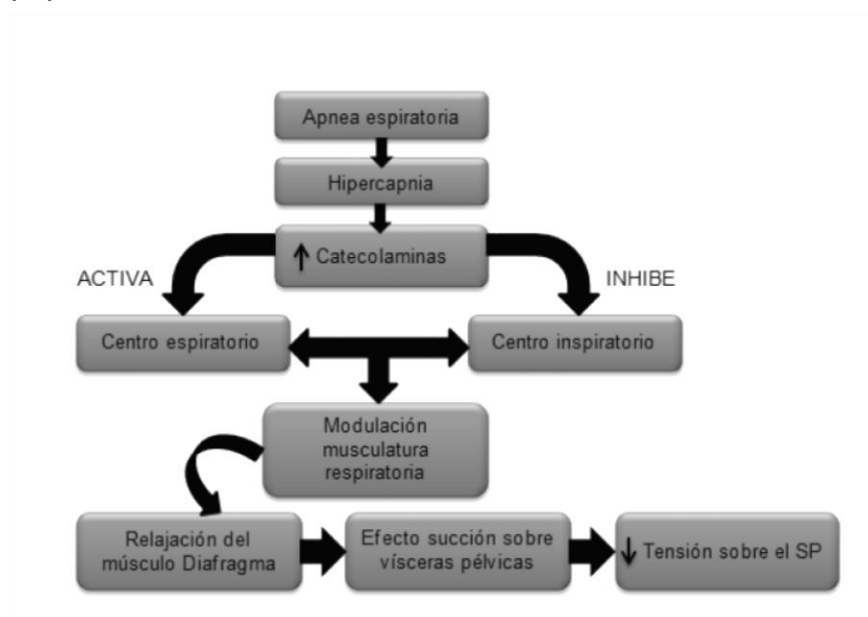 Apnea espiratoria
Hipercapnia
↑ Catecolaminas
ACTIVA
INHIBE
Centro espiratorio
Centro inspiratorio
Modulación
musculatura
respiratoria
Relajación del
músculo Diafragma
Efecto succión sobre
vísceras pélvicas
↓ Tensión sobre el SP